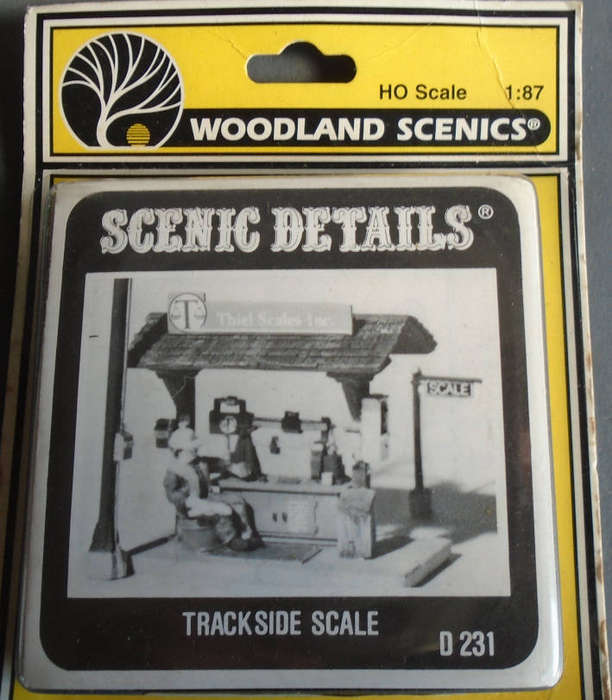 HO Scale 1:87
WOODLAND SCENICS®
SCENIC DETAILS®
T Thiel Scales Inc.
SCALE
TRACKSIDE SCALE
D 231